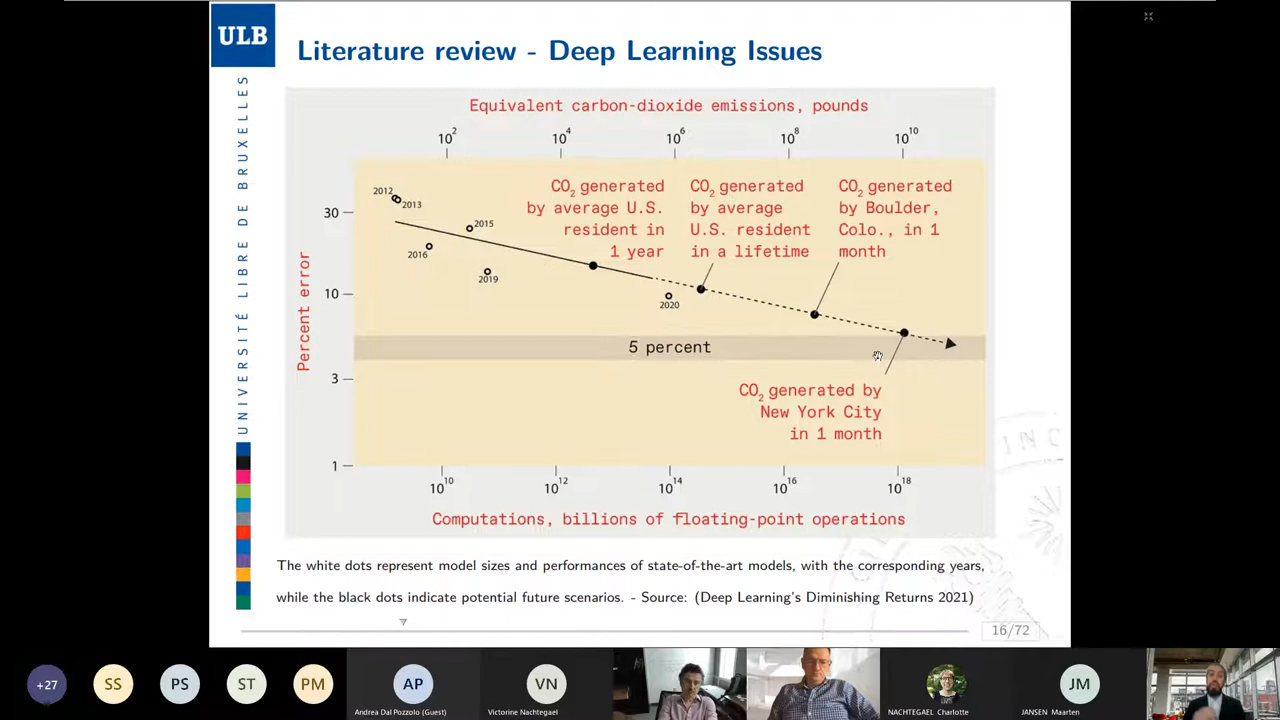 ULB
UNIVERSITÉ LIBRE DE BRUXELLES
Literature review - Deep Learning Issues
Equivalent carbon-dioxide emissions, pounds
10² 10⁴ 10⁶ 10⁸ 10¹⁰
Percent error
30
10
3
1
2012
2013
2015
2016
2019
2020
CO₂ generated
by average U.S.
resident in
1 year
CO₂ generated
by average
U.S. resident
in a lifetime
CO₂ generated
by Boulder,
Colo., in 1
month
5 percent
CO₂ generated by
New York City
in 1 month
10¹⁰ 10¹² 10¹⁴ 10¹⁶ 10¹⁸
Computations, billions of floating-point operations
The white dots represent model sizes and performances of state-of-the-art models, with the corresponding years,
while the black dots indicate potential future scenarios. - Source: (Deep Learning's Diminishing Returns 2021)
16/72
+27
SS
PS
ST
PM
AP
Andrea Dal Pozzolo (Guest)
VN
Victorine Nachtegael
NACHTEGAEL Charlotte
JM
JANSEN Maarten